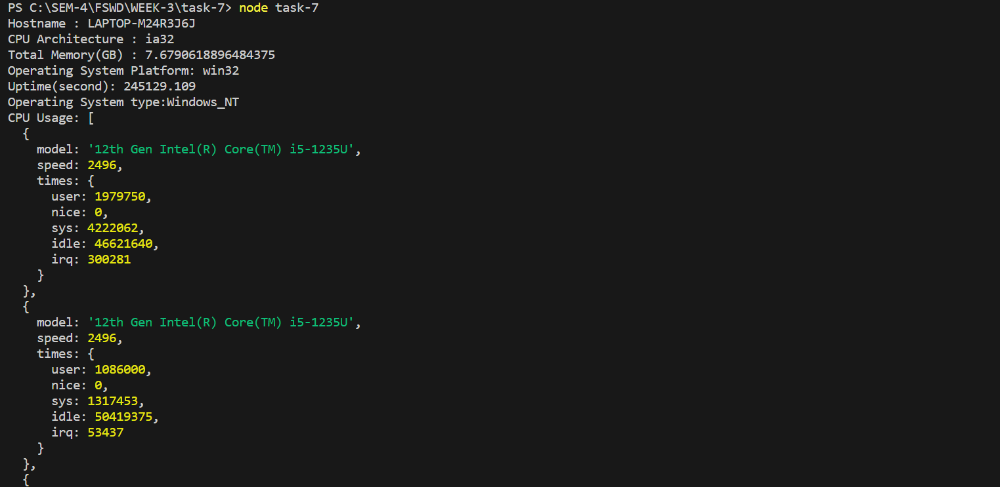 PS C:\SEM-4\FSWD\WEEK-3\task-7> node task-7
Hostname : LAPTOP-M24R3J6J
CPU Architecture : ia32
Total Memory(GB) : 7.6790618896484375
Operating System Platform: win32
Uptime(second): 245129.109
Operating System type:Windows_NT
CPU Usage: [
  {
    model: '12th Gen Intel(R) Core(TM) i5-1235U',
    speed: 2496,
    times: {
      user: 1979750,
      nice: 0,
      sys: 4222062,
      idle: 46621640,
      irq: 300281
    }
  },
  {
    model: '12th Gen Intel(R) Core(TM) i5-1235U',
    speed: 2496,
    times: {
      user: 1086000,
      nice: 0,
      sys: 1317453,
      idle: 50419375,
      irq: 53437
    }
  },
  {